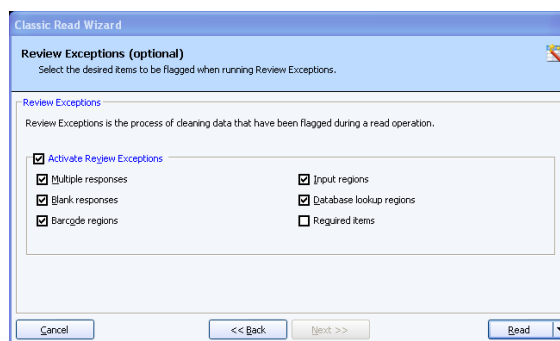 Classic Read Wizard
Review Exceptions (optional)
Select the desired items to be flagged when running Review Exceptions.
Review Exceptions
Review Exceptions is the process of cleaning data that have been flagged during a read operation.
Activate Review Exceptions
Multiple responses
Input regions
Blank responses
Database lookup regions
Barcode regions
Required items
Cancel
<< Back
Next >>
Read